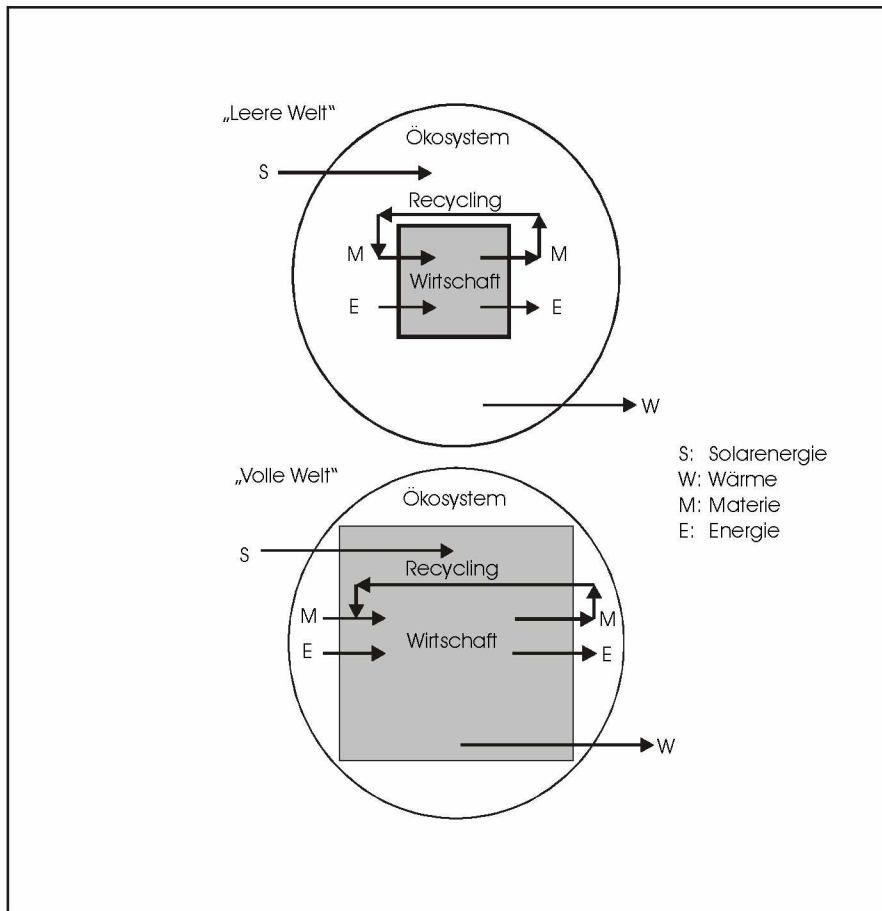 „Leere Welt“
Ökosystem
S
Recycling
M M
Wirtschaft
E E
W
„Volle Welt“
Ökosystem
S
Recycling
M M
Wirtschaft
E E
W
S: Solarenergie
W: Wärme
M: Materie
E: Energie